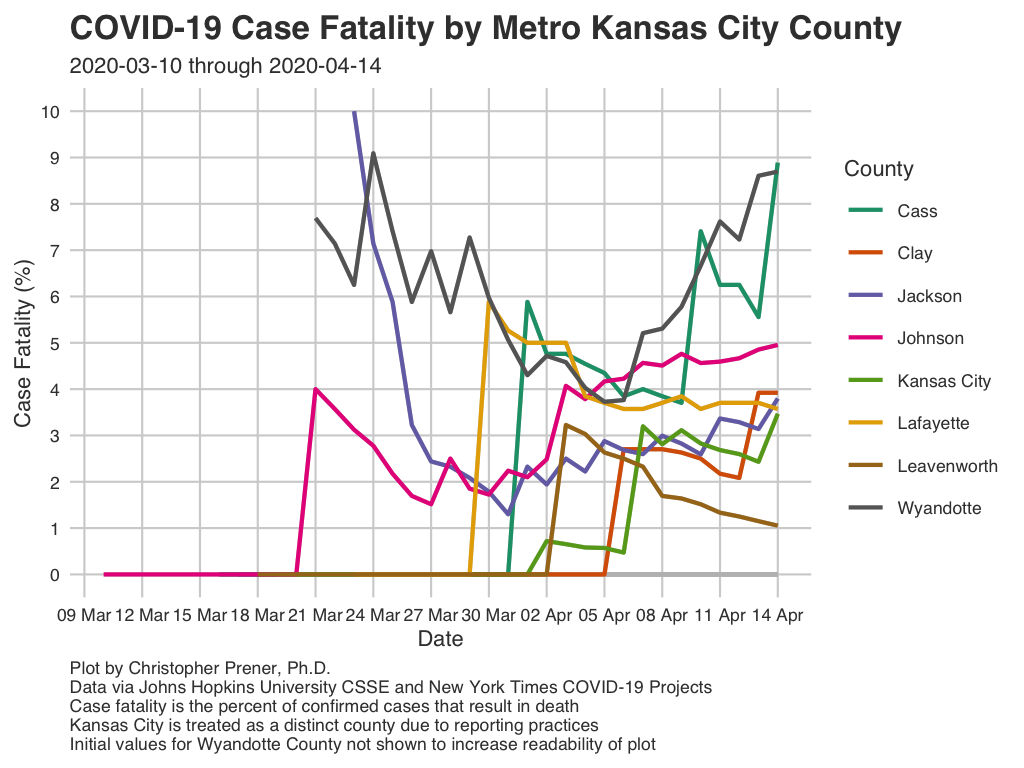 COVID-19 Case Fatality by Metro Kansas City County
2020-03-10 through 2020-04-14
10
9
8
7
6
5
4
3
2
1
0
Case Fatality (%)
09 Mar 12 Mar 15 Mar 18 Mar 21 Mar 24 Mar 27 Mar 30 Mar 02 Apr 05 Apr 08 Apr 11 Apr 14 Apr
Date
County
Cass
Clay
Jackson
Johnson
Kansas City
Lafayette
Leavenworth
Wyandotte
Plot by Christopher Prener, Ph.D.
Data via Johns Hopkins University CSSE and New York Times COVID-19 Projects
Case fatality is the percent of confirmed cases that result in death
Kansas City is treated as a distinct county due to reporting practices
Initial values for Wyandotte County not shown to increase readability of plot